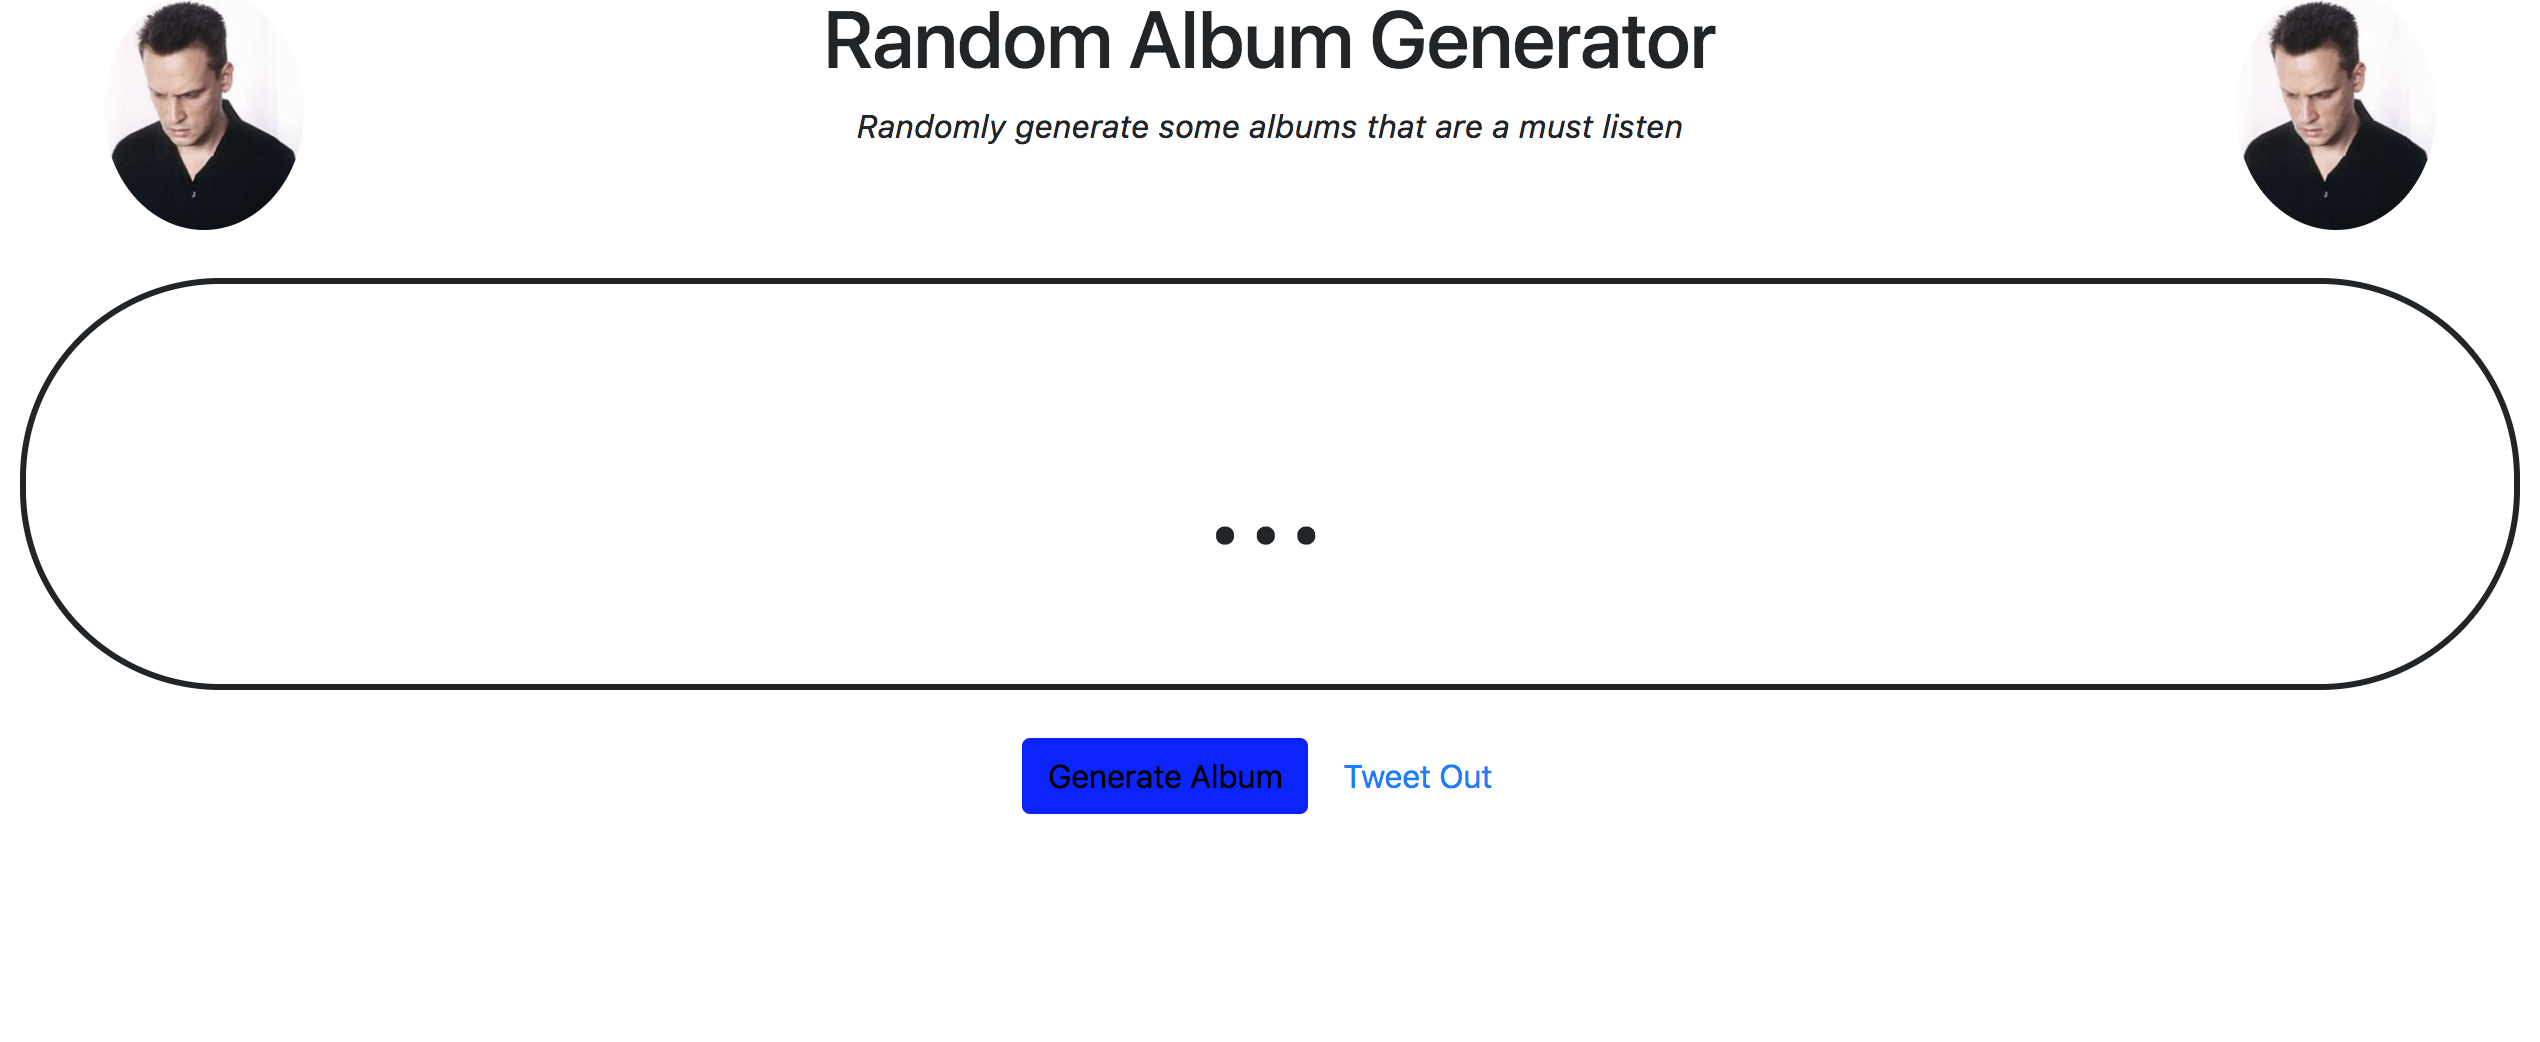 Random Album Generator
Randomly generate some albums that are a must listen
...
Generate Album
Tweet Out